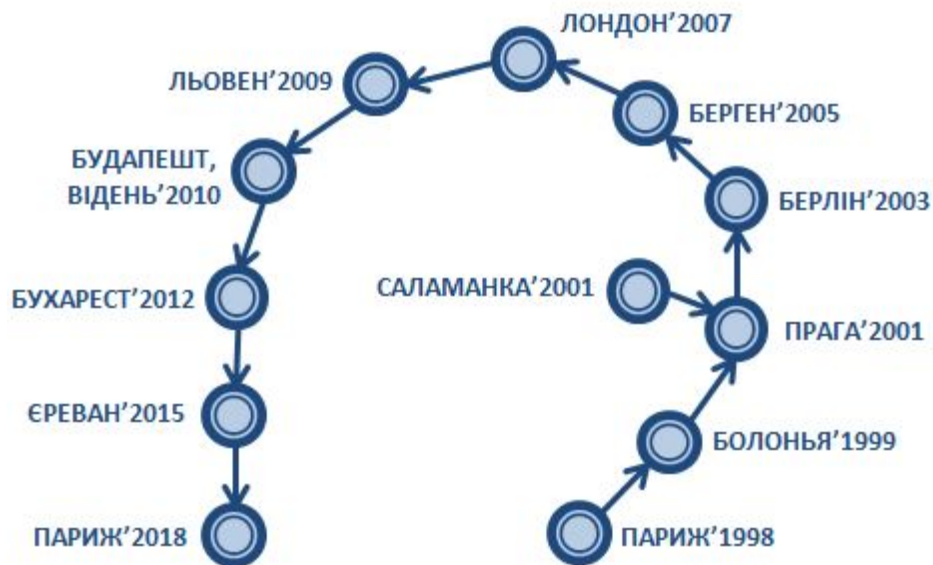 ЛОНДОН’2007
ЛЬОВЕН’2009
БЕРГЕН’2005
БУДАПЕШТ,
ВІДЕНЬ’2010
БЕРЛІН’2003
САЛАМАНКА’2001
БУХАРЕСТ’2012
ПРАГА’2001
ЄРЕВАН’2015
БОЛОНЬЯ’1999
ПАРИЖ’2018
ПАРИЖ’1998